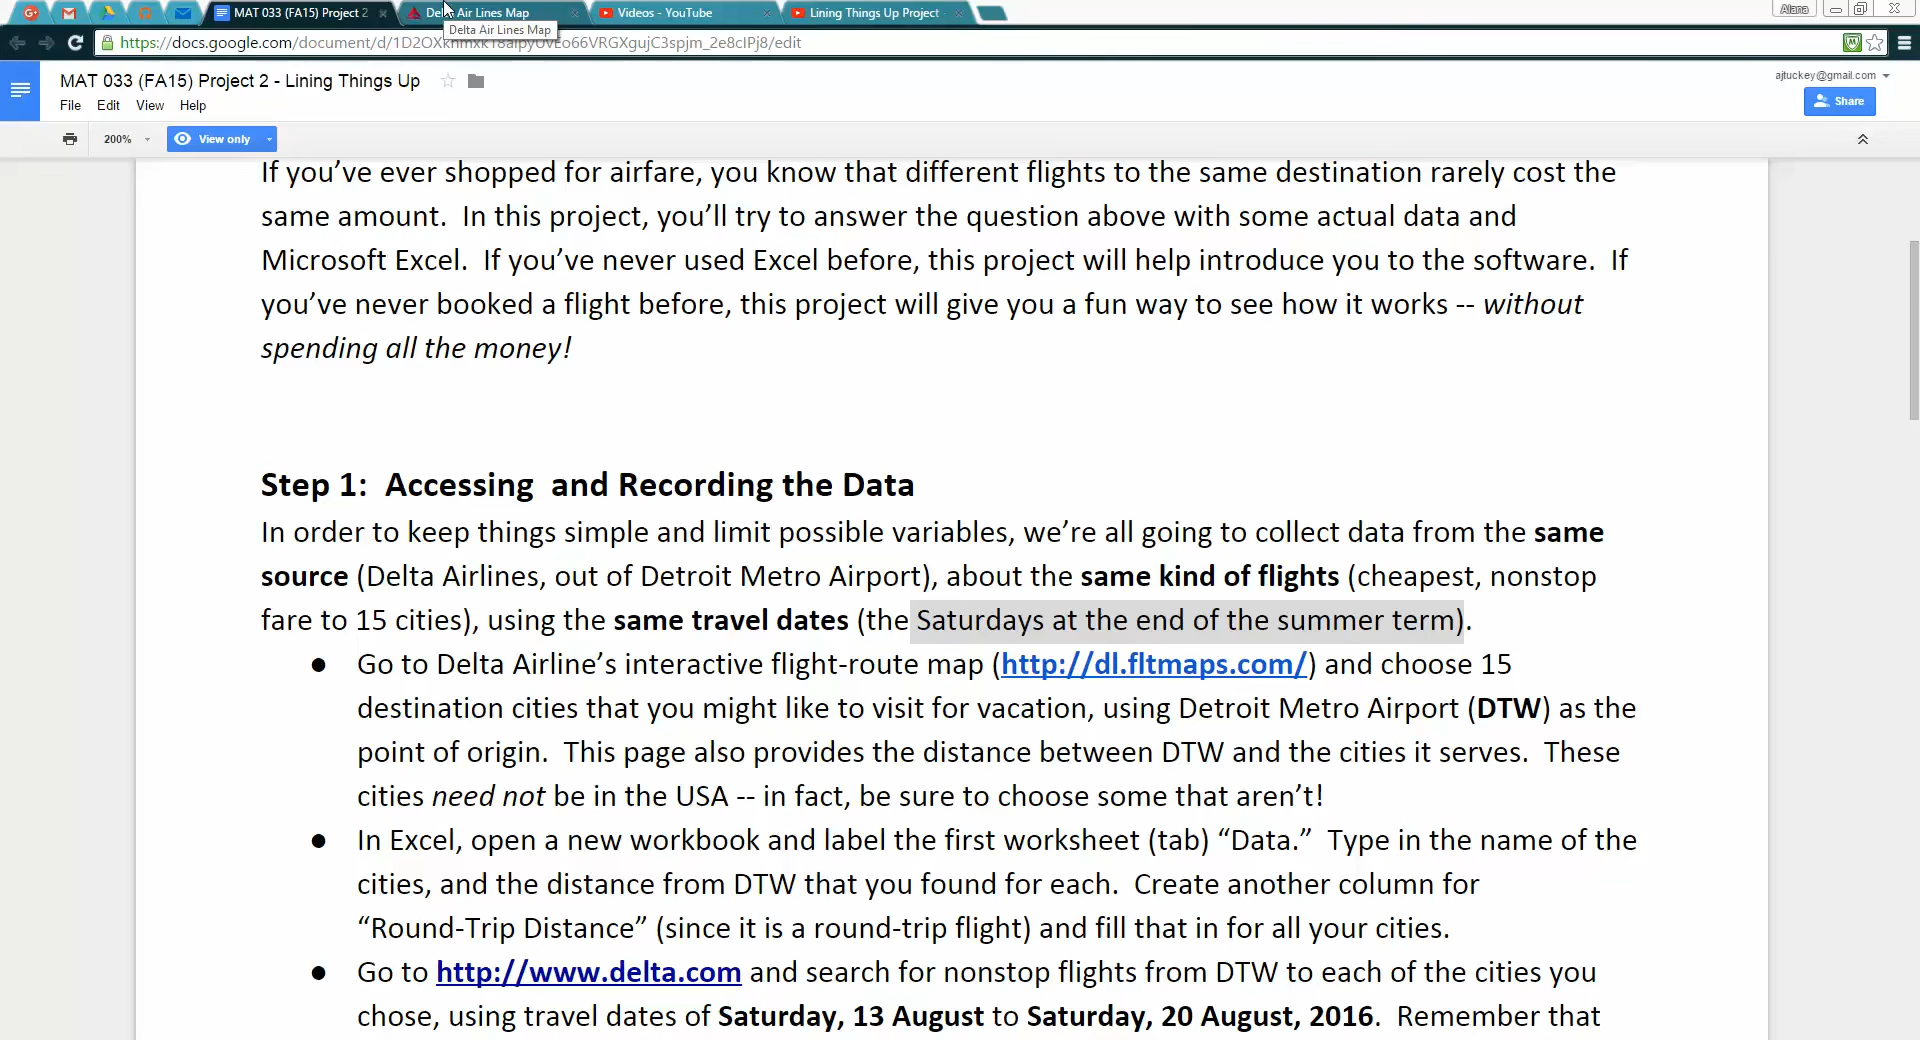 MAT 033 (FA15) Project 2
Delta Air Lines Map
Videos - YouTube
Lining Things Up Project
Alana
Delta Air Lines Map
MAT 033 (FA15) Project 2 - Lining Things Up
ajtuckey@gmail.com
File Edit View Help
Share
200%
View only
If you’ve ever shopped for airfare, you know that different flights to the same destination rarely cost the
same amount.  In this project, you’ll try to answer the question above with some actual data and
Microsoft Excel.  If you’ve never used Excel before, this project will help introduce you to the software.  If
you’ve never booked a flight before, this project will give you a fun way to see how it works -- without
spending all the money!
Step 1:  Accessing  and Recording the Data
In order to keep things simple and limit possible variables, we’re all going to collect data from the same
source (Delta Airlines, out of Detroit Metro Airport), about the same kind of flights (cheapest, nonstop
fare to 15 cities), using the same travel dates (the Saturdays at the end of the summer term).
● Go to Delta Airline’s interactive flight-route map (http://dl.fltmaps.com/) and choose 15
destination cities that you might like to visit for vacation, using Detroit Metro Airport (DTW) as the
point of origin.  This page also provides the distance between DTW and the cities it serves.  These
cities need not be in the USA -- in fact, be sure to choose some that aren’t!
● In Excel, open a new workbook and label the first worksheet (tab) “Data.”  Type in the name of the
cities, and the distance from DTW that you found for each.  Create another column for
“Round-Trip Distance” (since it is a round-trip flight) and fill that in for all your cities.
● Go to http://www.delta.com and search for nonstop flights from DTW to each of the cities you
chose, using travel dates of Saturday, 13 August to Saturday, 20 August, 2016.  Remember that